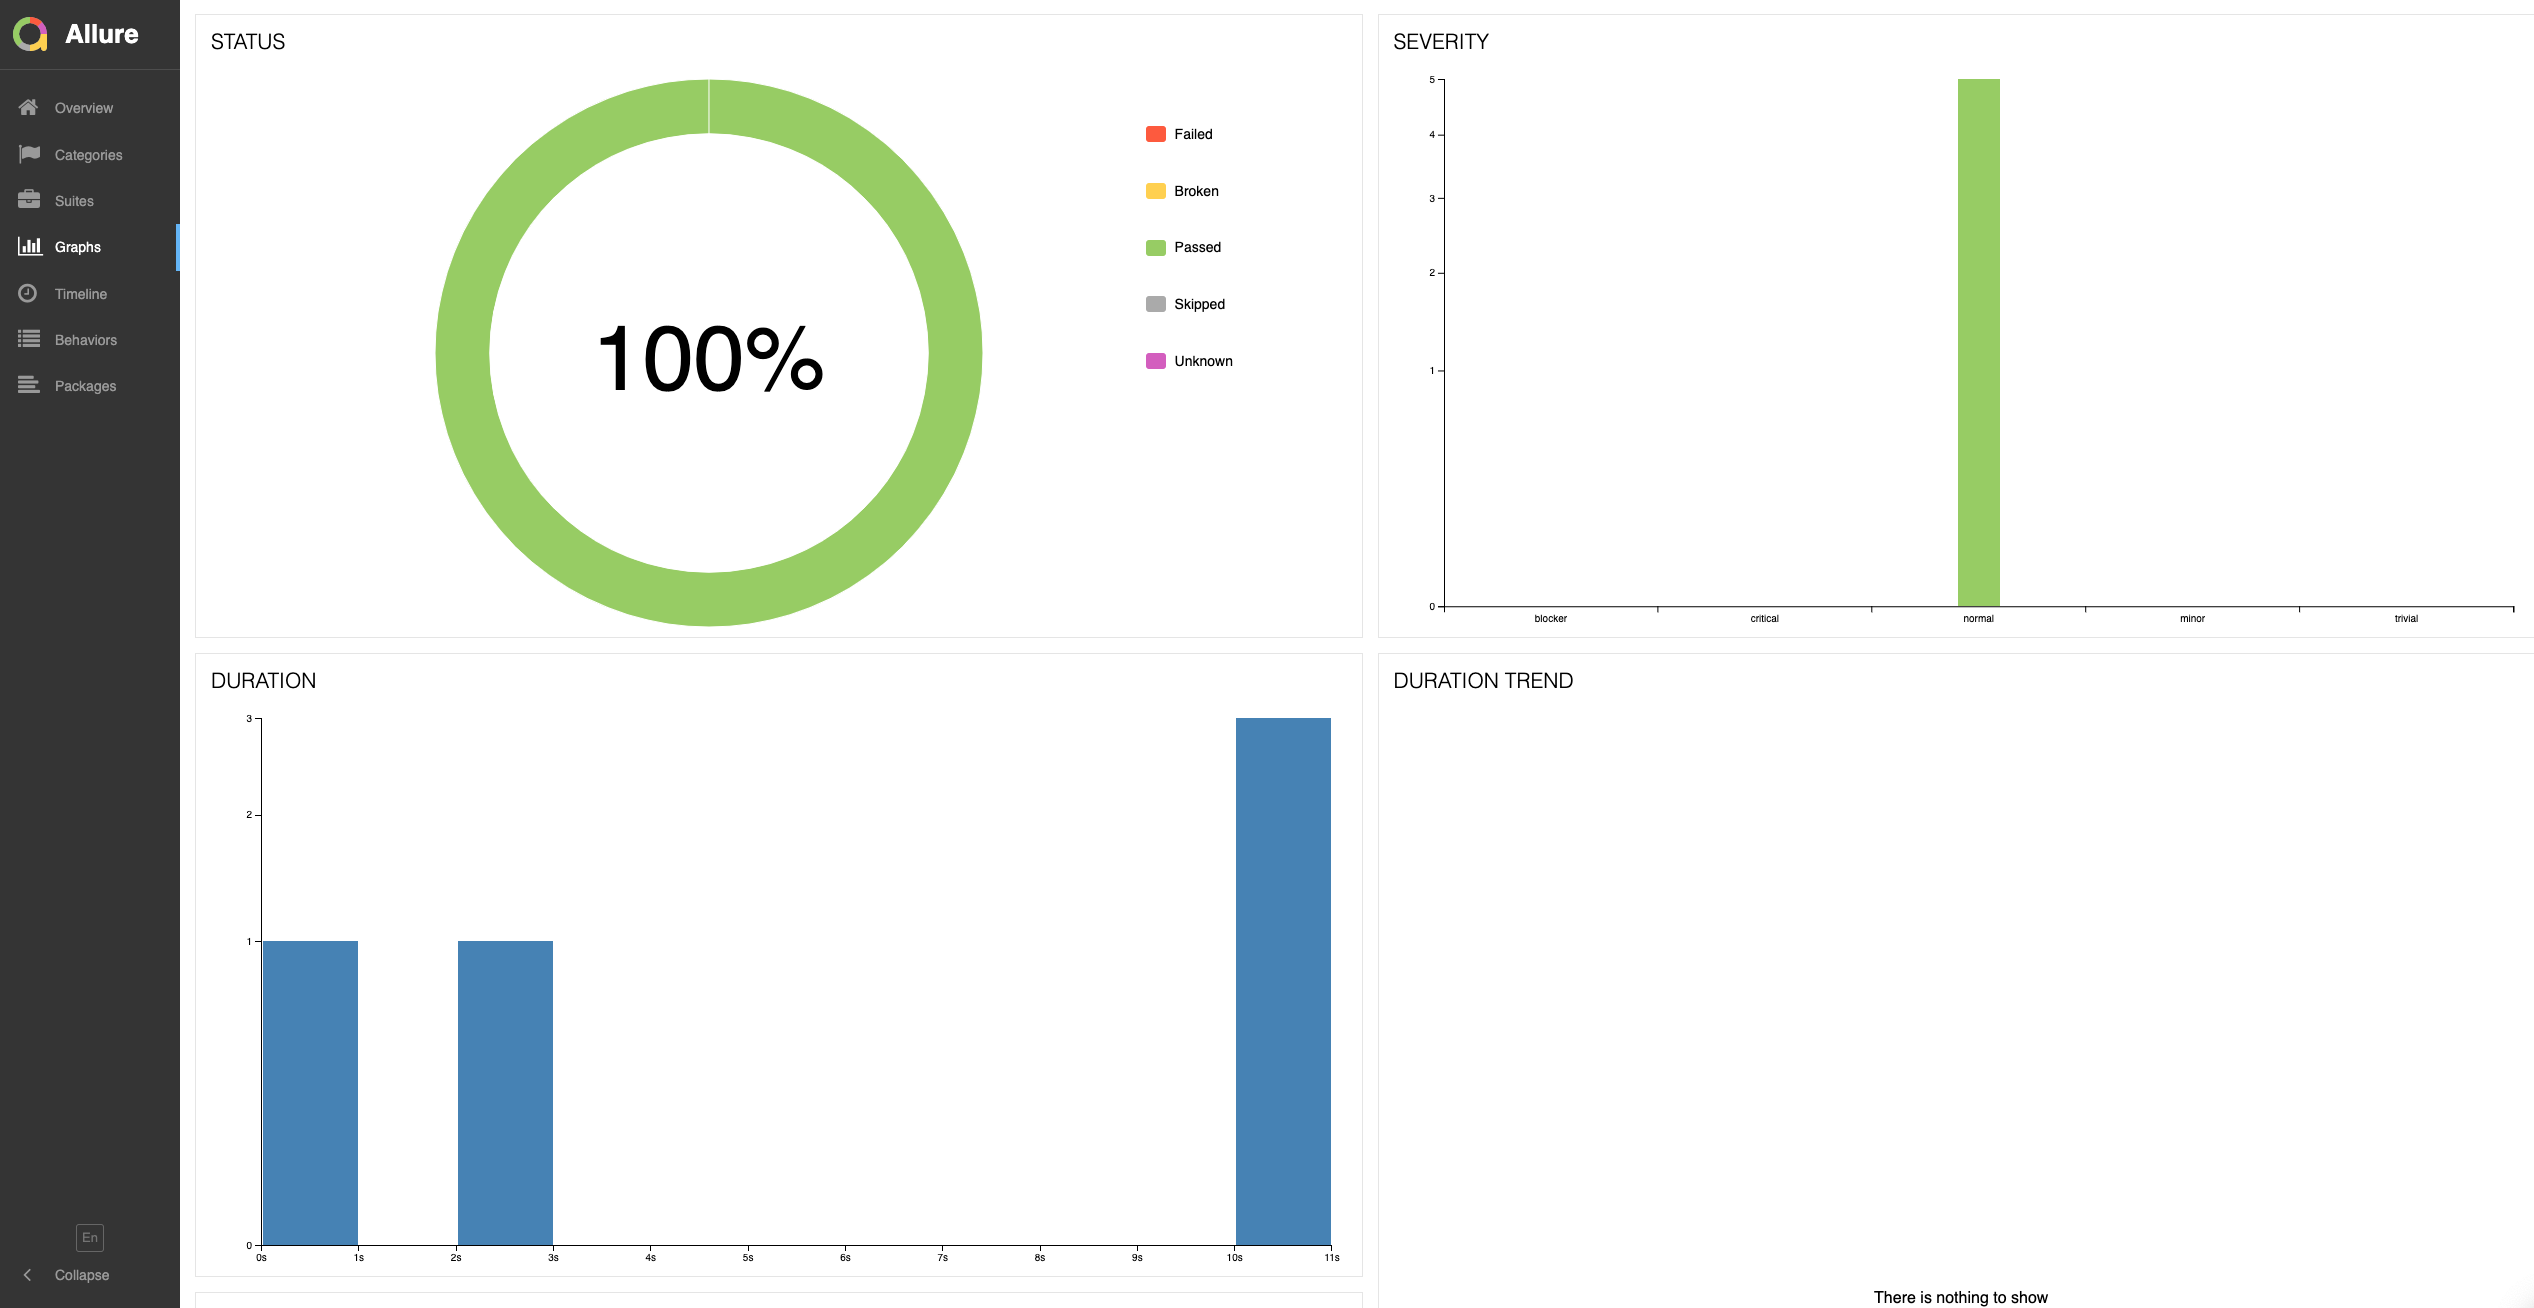 Allure
Overview
Categories
Suites
Graphs
Timeline
Behaviors
Packages
En
Collapse
STATUS
100%
Failed
Broken
Passed
Skipped
Unknown
SEVERITY
5
4
3
2
1
0
blocker critical normal minor trivial
DURATION
3
2
1
0
0s 1s 2s 3s 4s 5s 6s 7s 8s 9s 10s 11s
DURATION TREND
There is nothing to show